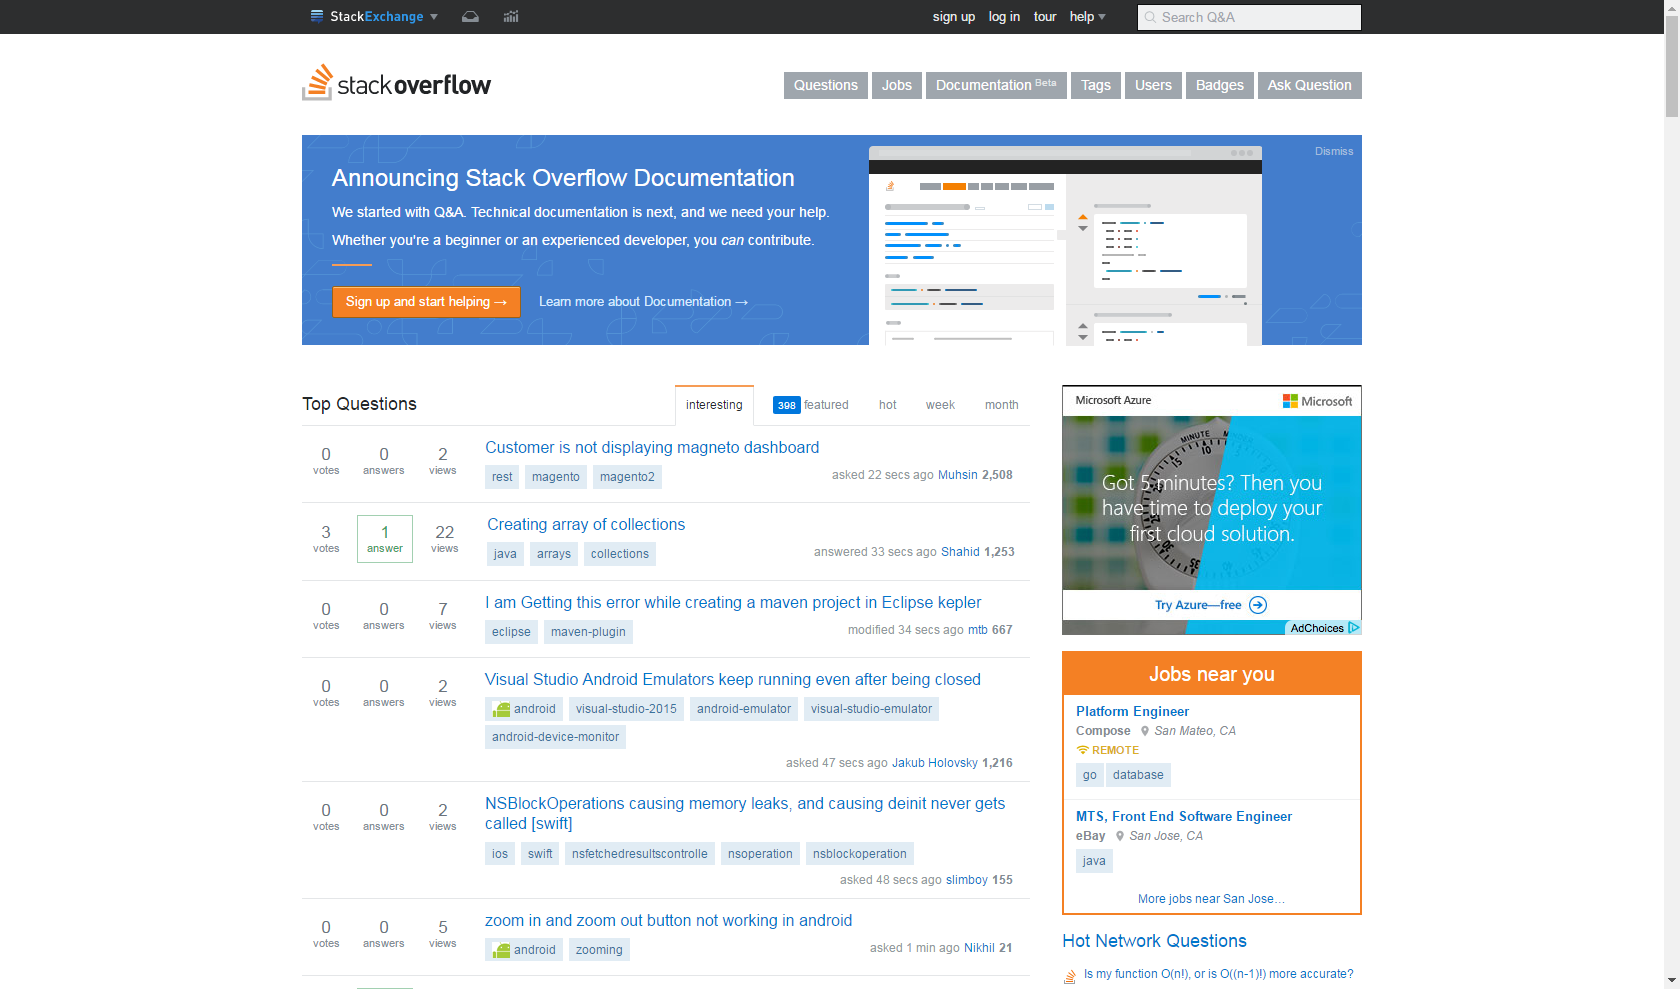 StackExchange
sign up log in tour help
Search Q&A
stackoverflow
Questions Jobs Documentation Beta Tags Users Badges Ask Question
Dismiss
Announcing Stack Overflow Documentation
We started with Q&A. Technical documentation is next, and we need your help.
Whether you're a beginner or an experienced developer, you can contribute.
Sign up and start helping → Learn more about Documentation →
Top Questions
interesting 398 featured hot week month
0 votes 0 answers 2 views
Customer is not displaying magneto dashboard
rest magento magento2
asked 22 secs ago Muhsin 2,508
3 votes 1 answer 22 views
Creating array of collections
java arrays collections
answered 33 secs ago Shahid 1,253
0 votes 0 answers 7 views
I am Getting this error while creating a maven project in Eclipse kepler
eclipse maven-plugin
modified 34 secs ago mtb 667
0 votes 0 answers 2 views
Visual Studio Android Emulators keep running even after being closed
android visual-studio-2015 android-emulator visual-studio-emulator
android-device-monitor
asked 47 secs ago Jakub Holovsky 1,216
0 votes 0 answers 2 views
NSBlockOperations causing memory leaks, and causing deinit never gets
called [swift]
ios swift nsfetchedresultscontrolle nsoperation nsblockoperation
asked 48 secs ago slimboy 155
0 votes 0 answers 5 views
zoom in and zoom out button not working in android
android zooming
asked 1 min ago Nikhil 21
Microsoft Azure Microsoft
MINUTE MINDER
5 10
55
Got 5 minutes? Then you
have time to deploy your
first cloud solution.
Try Azure—free
AdChoices
Jobs near you
Platform Engineer
Compose San Mateo, CA
REMOTE
go database
MTS, Front End Software Engineer
eBay San Jose, CA
java
More jobs near San Jose…
Hot Network Questions
Is my function O(n!), or is O((n-1)!) more accurate?